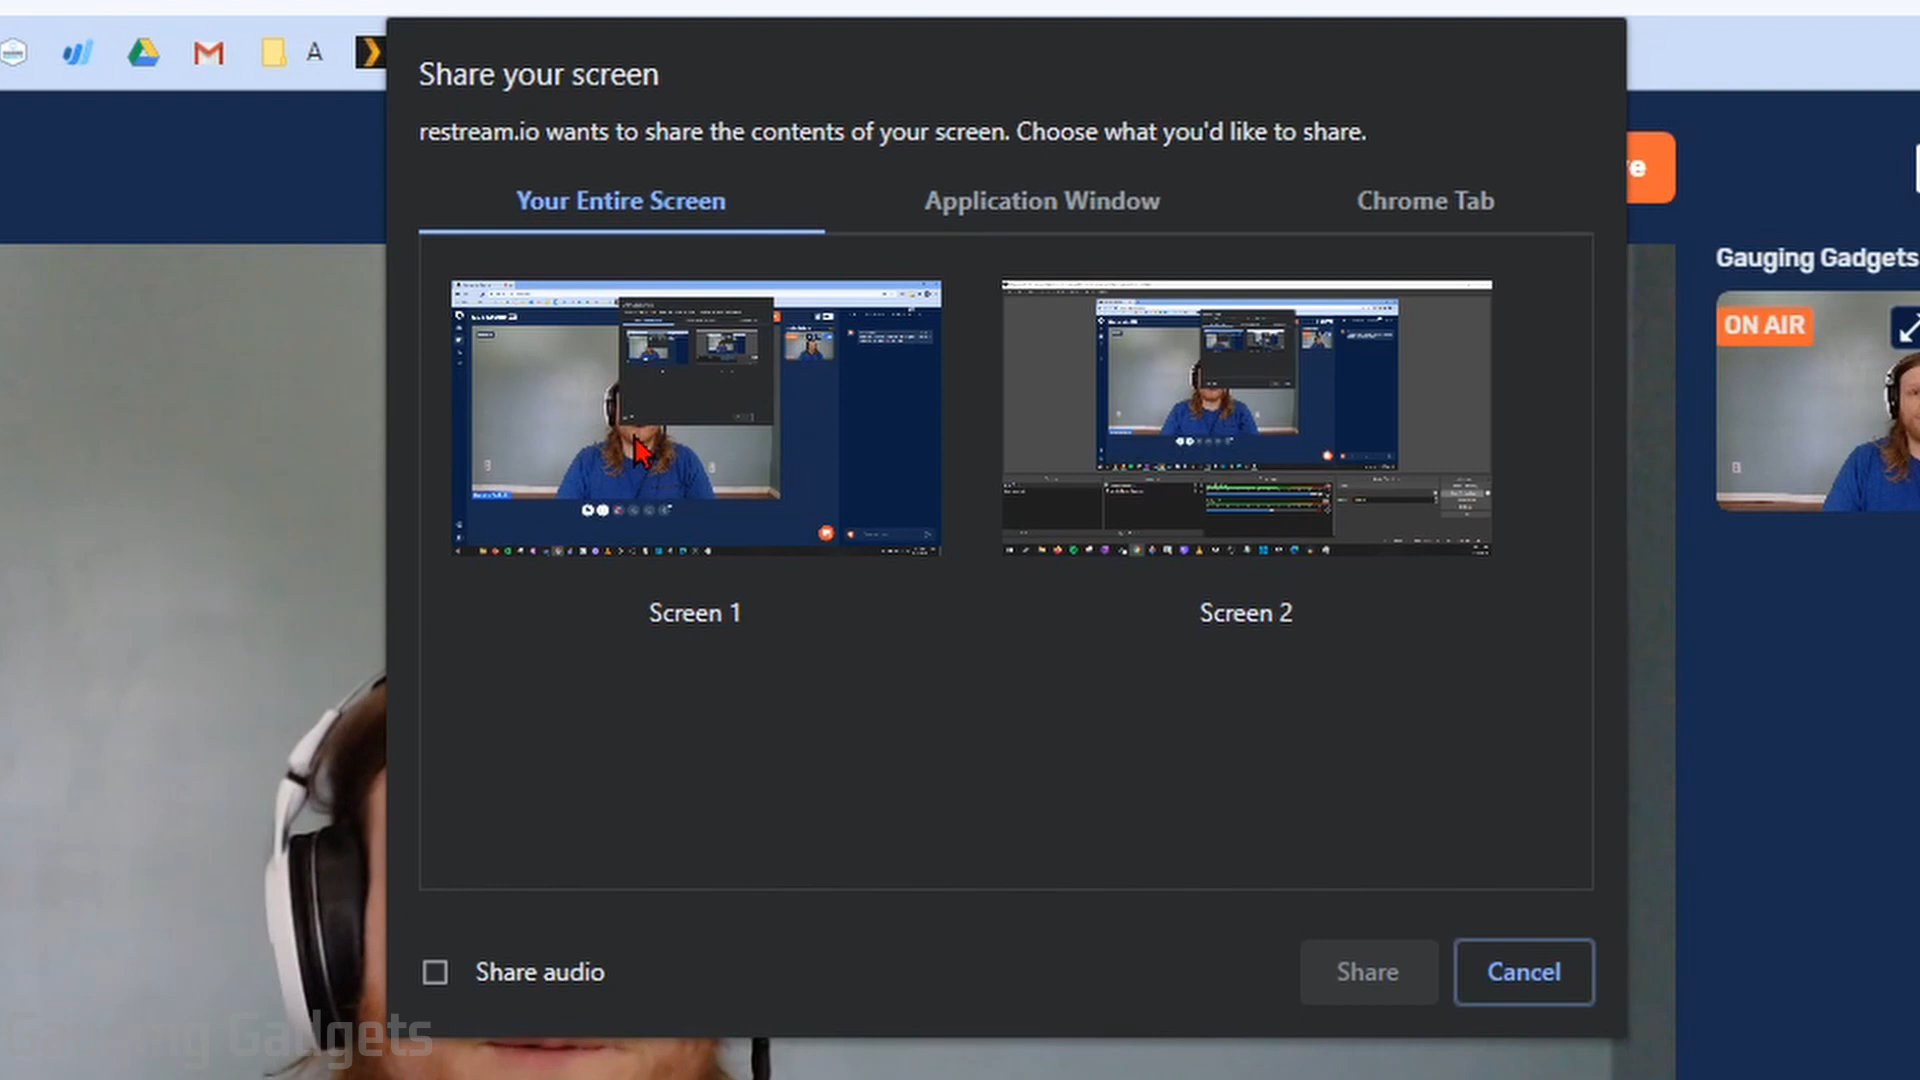 A
Share your screen
restream.io wants to share the contents of your screen. Choose what you'd like to share.
Your Entire Screen
Application Window
Chrome Tab
e
Gauging Gadgets
ON AIR
Screen 1
Screen 2
Share audio
Share
Cancel
Gauging Gadgets